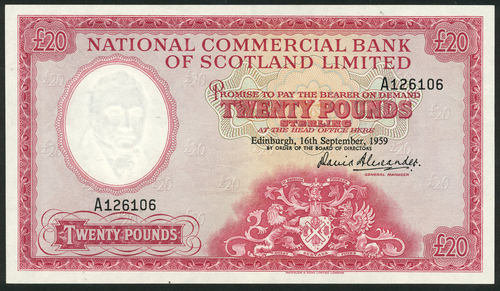 £20 £20
NATIONAL COMMERCIAL BANK
OF SCOTLAND LIMITED
PROMISE TO PAY THE BEARER ON DEMAND
A126106
TWENTY POUNDS
STERLING
AT THE HEAD OFFICE HERE
Edinburgh, 16th September, 1959
BY ORDER OF THE BOARD OF DIRECTORS
David Alexander.
GENERAL MANAGER
A126106
TWENTY POUNDS
£20